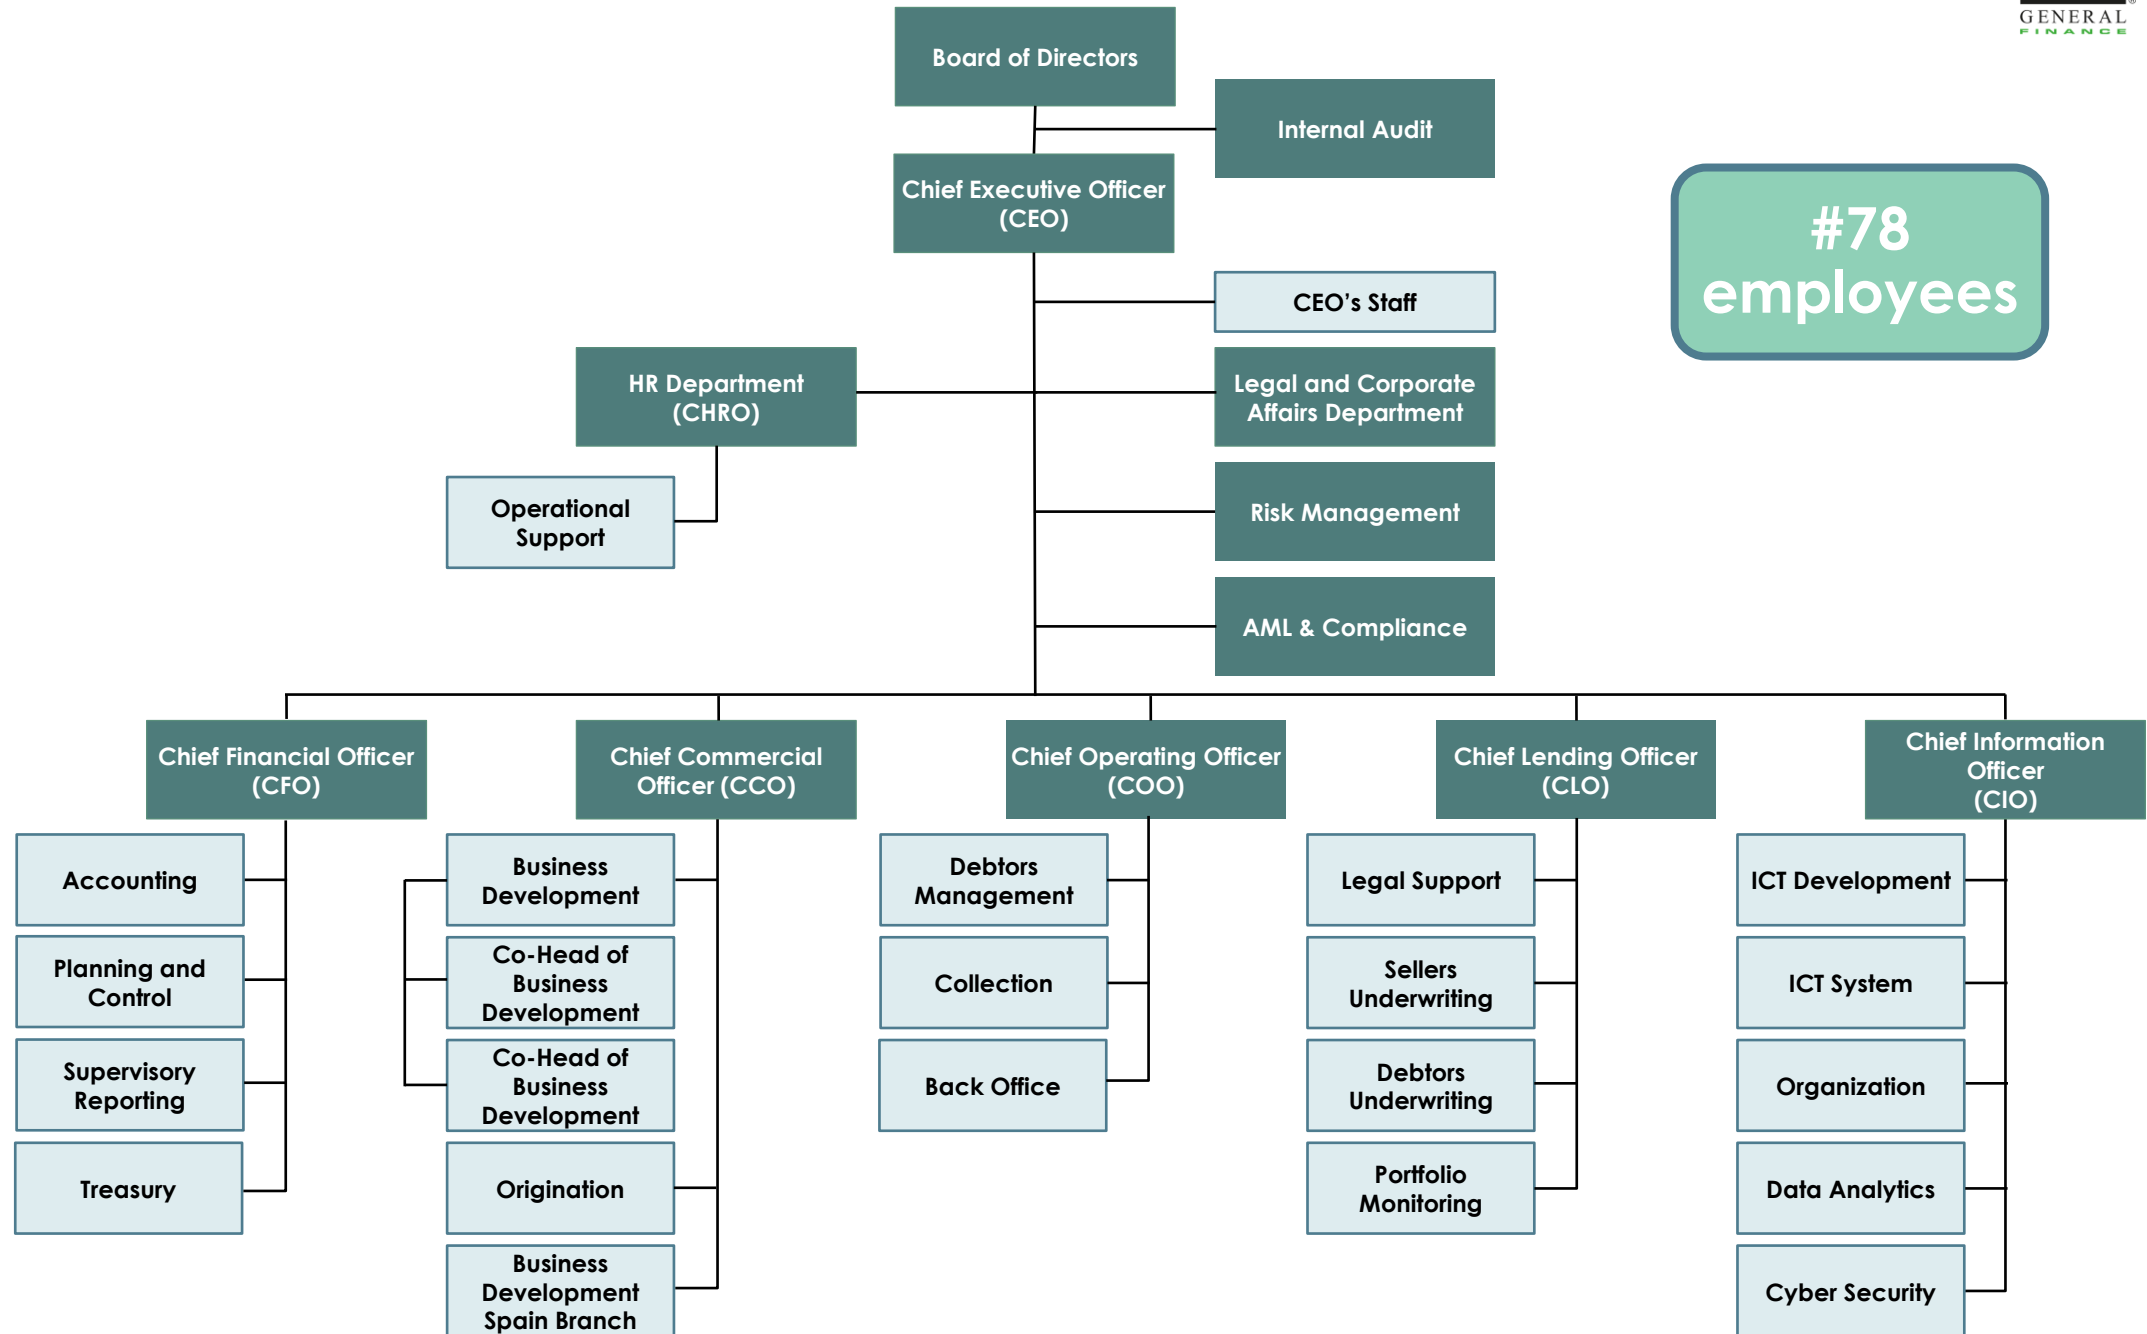 GENERAL
FINANCE
Board of Directors
Internal Audit
Chief Executive Officer
(CEO)
#78
employees
CEO’s Staff
HR Department
(CHRO)
Legal and Corporate
Affairs Department
Operational
Support
Risk Management
AML & Compliance
Chief Financial Officer
(CFO)
Chief Commercial
Officer (CCO)
Chief Operating Officer
(COO)
Chief Lending Officer
(CLO)
Chief Information
Officer
(CIO)
Accounting
Planning and
Control
Supervisory
Reporting
Treasury
Business
Development
Co-Head of
Business
Development
Co-Head of
Business
Development
Origination
Business
Development
Spain Branch
Debtors
Management
Collection
Back Office
Legal Support
Sellers
Underwriting
Debtors
Underwriting
Portfolio
Monitoring
ICT Development
ICT System
Organization
Data Analytics
Cyber Security